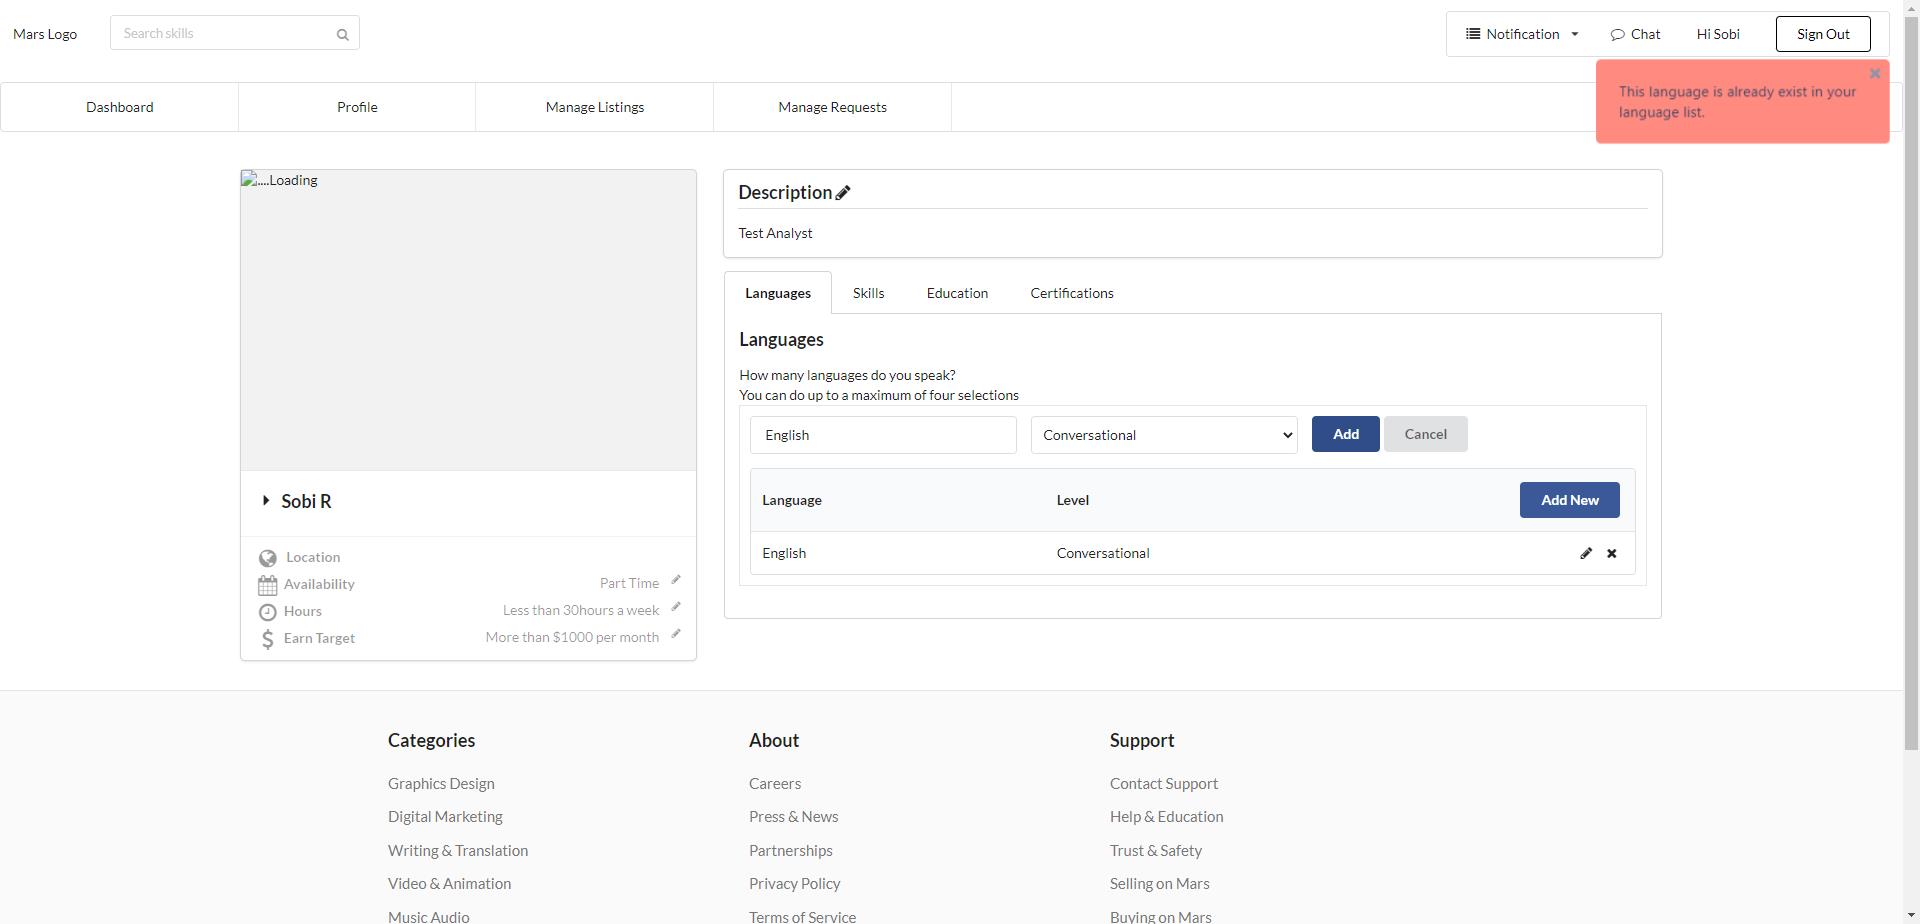 Mars Logo
Search skills
Notification
Chat
Hi Sobi
Sign Out
Dashboard
Profile
Manage Listings
Manage Requests
This language is already exist in your
language list.
....Loading
Sobi R
Location
Availability
Part Time
Hours
Less than 30hours a week
Earn Target
More than $1000 per month
Description
Test Analyst
Languages
Skills
Education
Certifications
Languages
How many languages do you speak?
You can do up to a maximum of four selections
English
Conversational
Add
Cancel
Language
Level
Add New
English
Conversational
Categories
Graphics Design
Digital Marketing
Writing & Translation
Video & Animation
Music Audio
About
Careers
Press & News
Partnerships
Privacy Policy
Terms of Service
Support
Contact Support
Help & Education
Trust & Safety
Selling on Mars
Buying on Mars